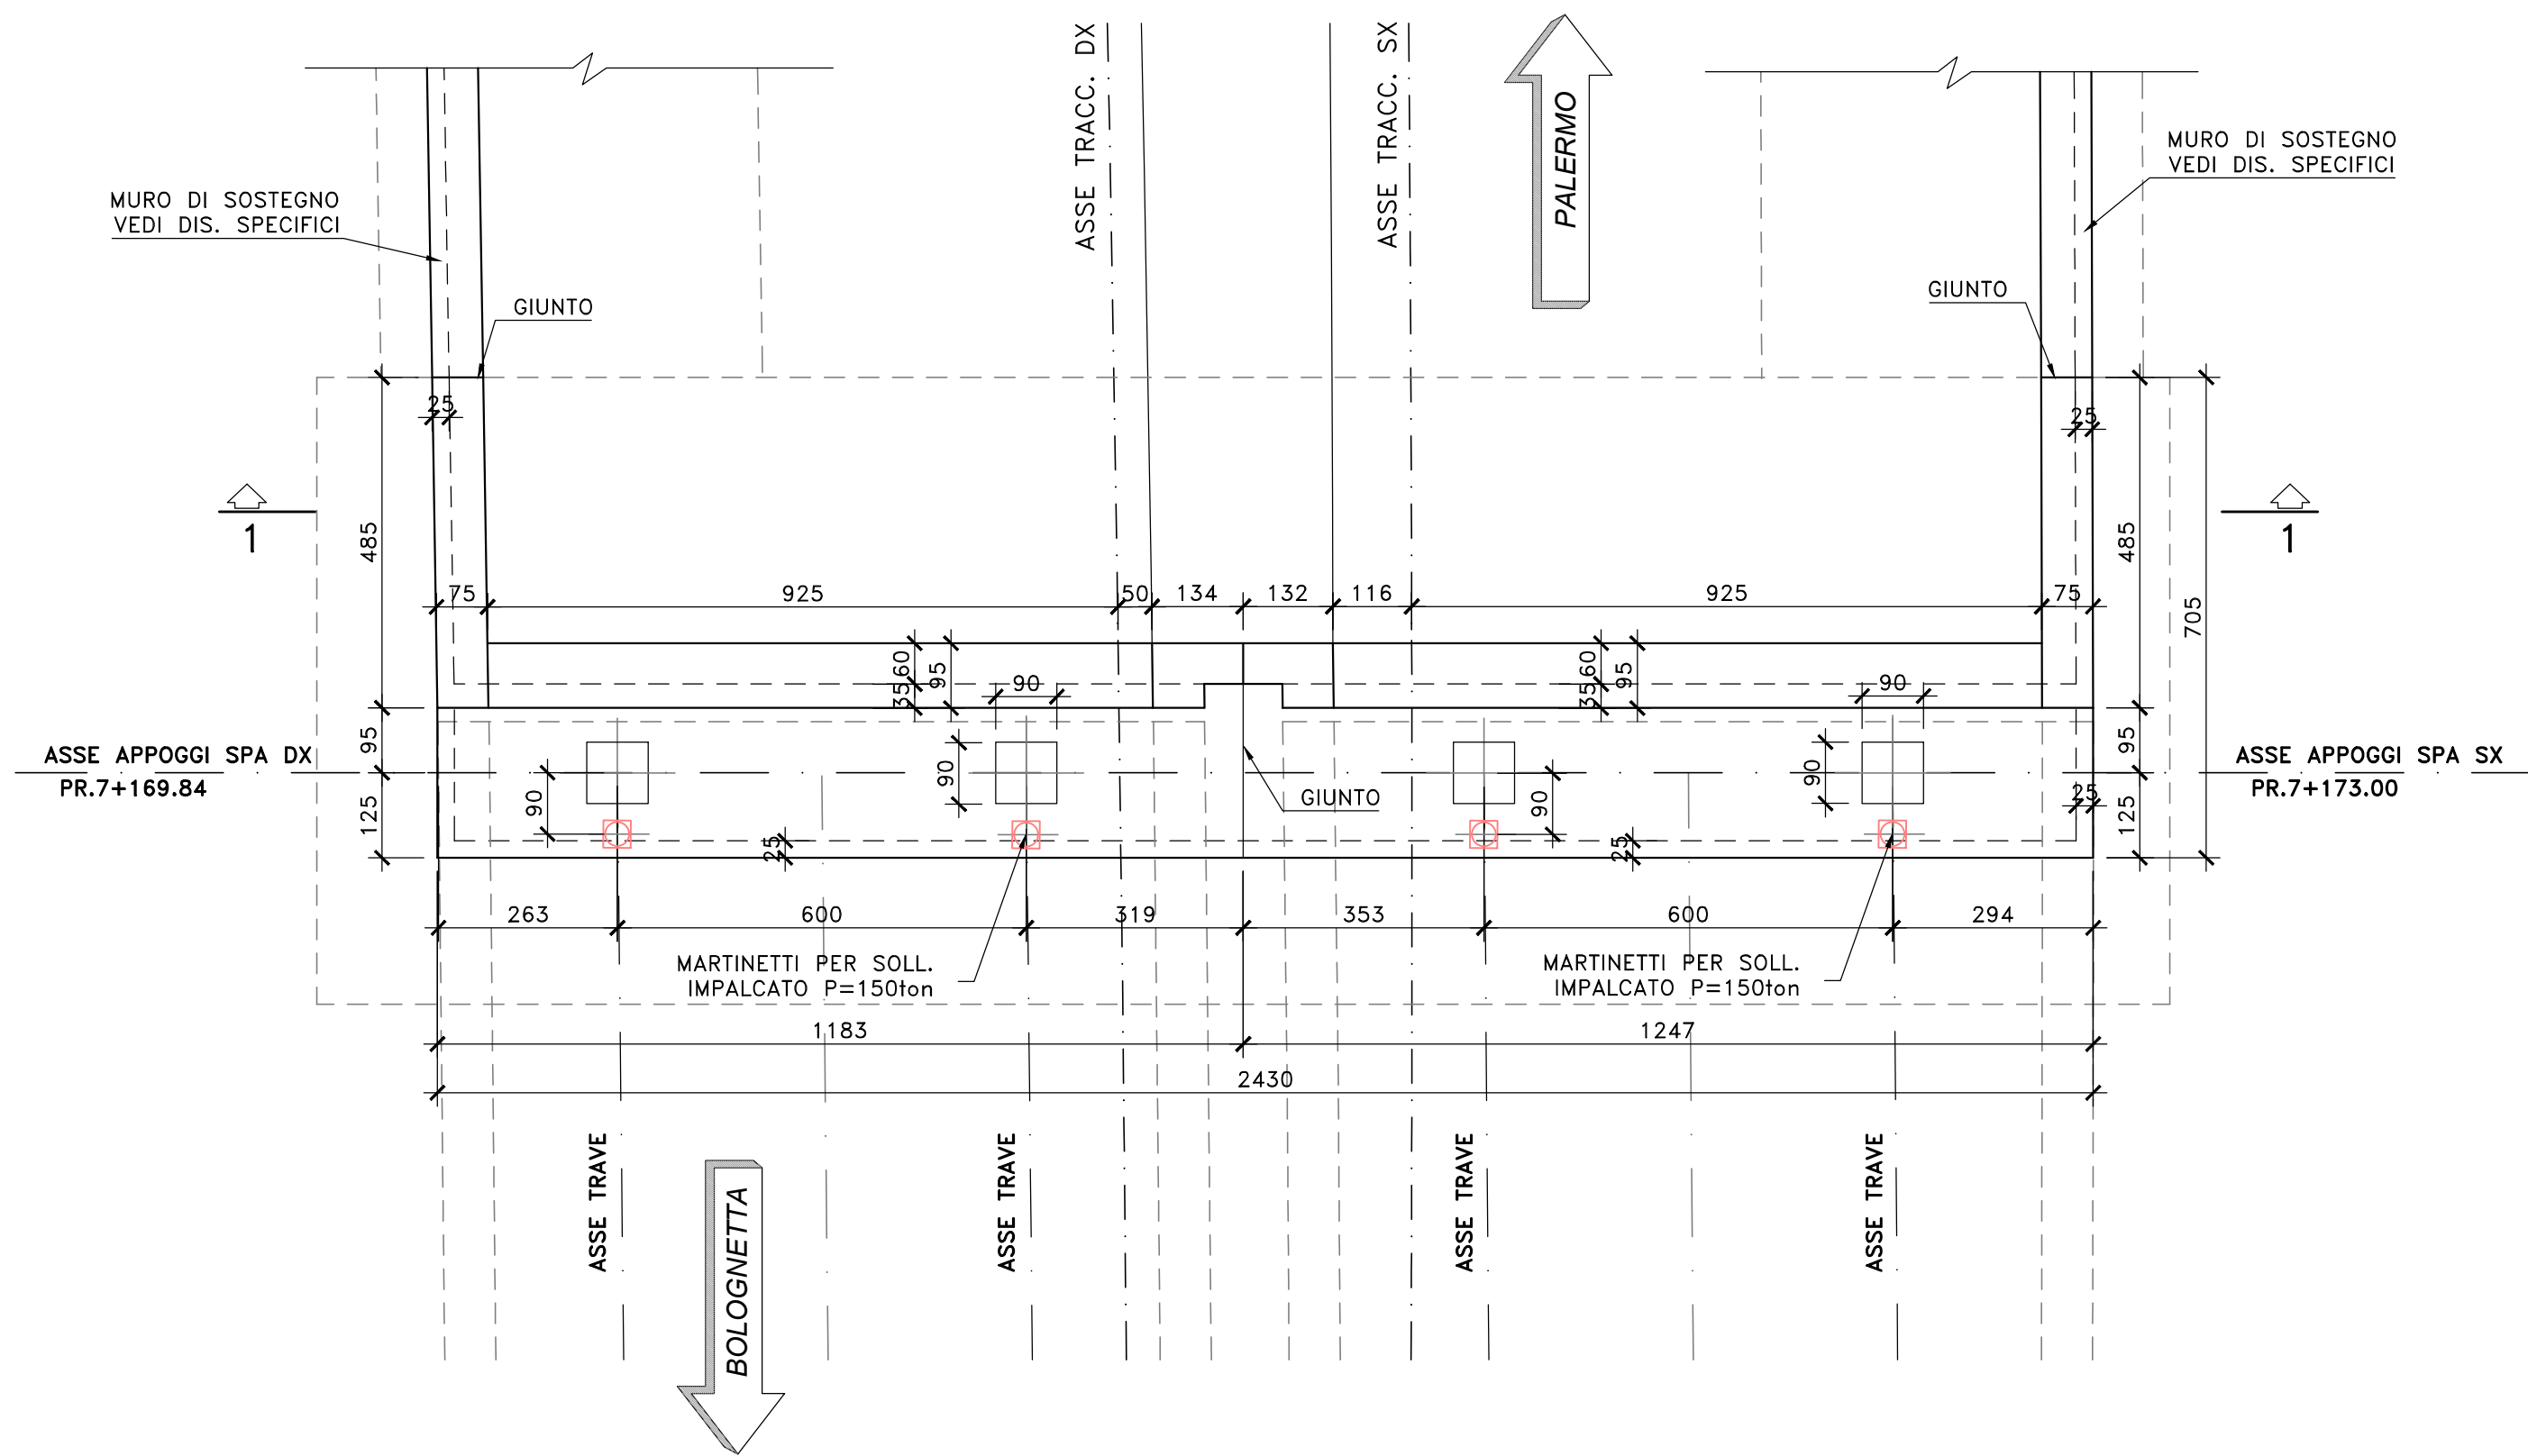 ASSE TRACC. DX
ASSE TRACC. SX
PALERMO
MURO DI SOSTEGNO
VEDI DIS. SPECIFICI
MURO DI SOSTEGNO
VEDI DIS. SPECIFICI
GIUNTO
GIUNTO
25
25
1
1
485
485
705
75
925
50
134
132
116
925
75
60
35
95
90
60
35
95
90
95
95
ASSE APPOGGI SPA DX
PR.7+169.84
ASSE APPOGGI SPA SX
PR.7+173.00
90
90
90
90
GIUNTO
125
125
25
25
25
263
600
319
353
600
294
MARTINETTI PER SOLL.
IMPALCATO P=150ton
MARTINETTI PER SOLL.
IMPALCATO P=150ton
1183
1247
2430
ASSE TRAVE
ASSE TRAVE
ASSE TRAVE
ASSE TRAVE
BOLOGNETTA